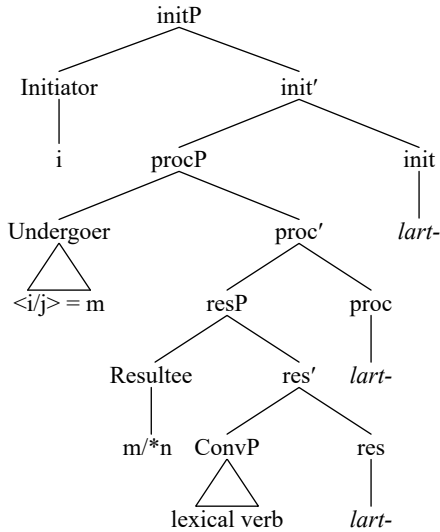 initP
Initiator init′
i procP init
Undergoer proc′ lart-
<i/j> = m resP proc
Resultee res′ lart-
m/*n ConvP res
lexical verb lart-